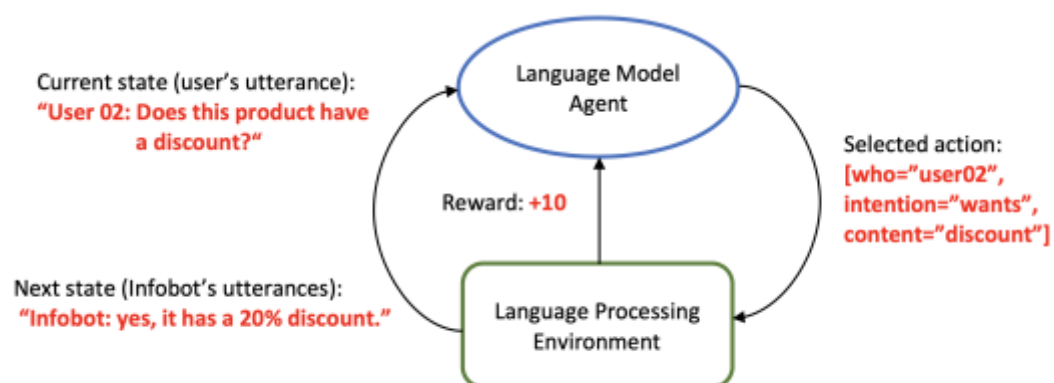 Current state (user's utterance):
“User 02: Does this product have
a discount?“
Language Model
Agent
Selected action:
[who=”user02”,
intention=”wants”,
content=”discount”]
Reward: +10
Next state (Infobot's utterances):
“Infobot: yes, it has a 20% discount.”
Language Processing
Environment